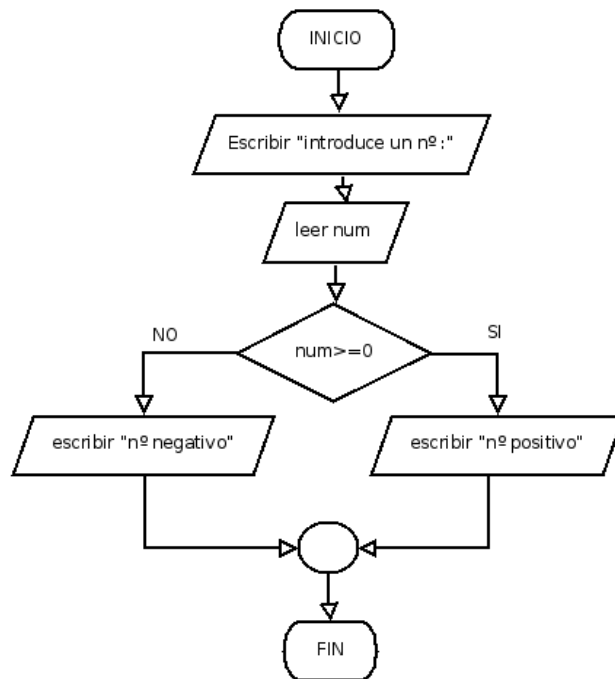 INICIO
Escribir "introduce un nº:"
leer num
num>=0
NO
SI
escribir "nº negativo"
escribir "nº positivo"
FIN